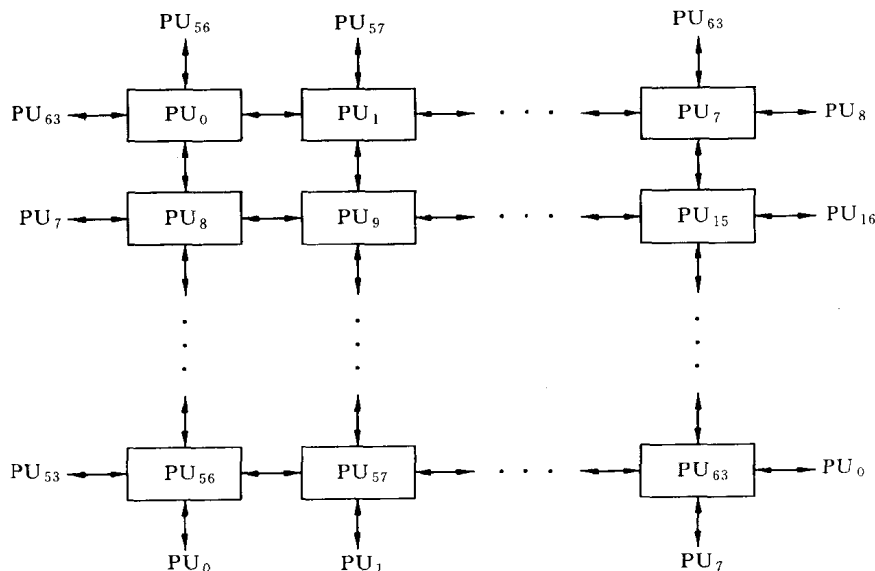 PU₅₆ PU₅₇ PU₆₃
PU₆₃ PU₀ PU₁ · · · PU₇ PU₈
PU₇ PU₈ PU₉ · · · PU₁₅ PU₁₆
PU₅₃ PU₅₆ PU₅₇ · · · PU₆₃ PU₀
PU₀ PU₁ PU₇